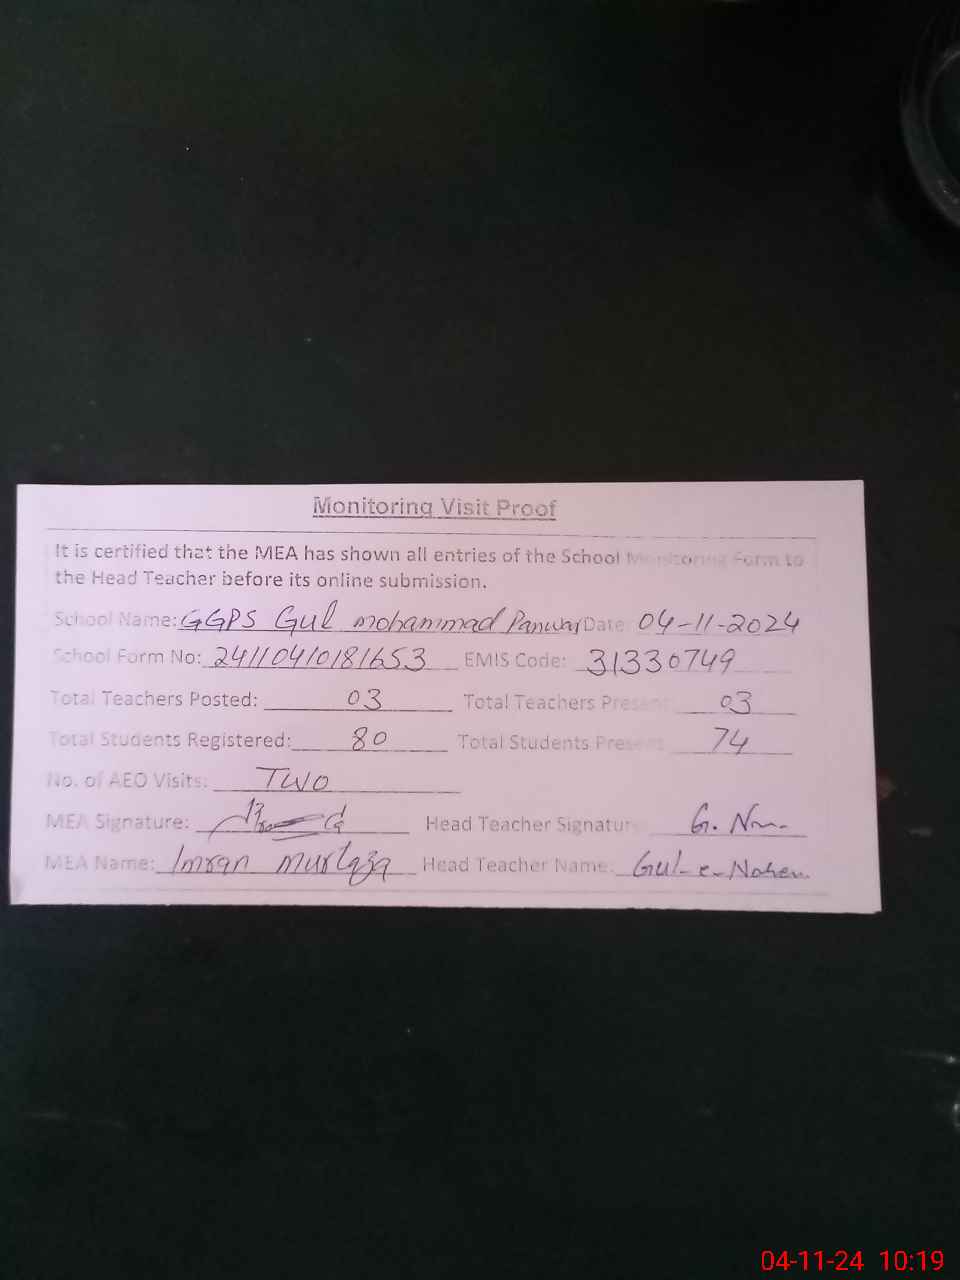 Monitoring Visit Proof
It is certified that the MEA has shown all entries of the School Monitoring Form to
the Head Teacher before its online submission.
School Name: GGPS Gul mohammad Panwar Date: 04-11-2024
School Form No: 24110410181653 EMIS Code: 31330749
Total Teachers Posted: 03 Total Teachers Present: 03
Total Students Registered: 80 Total Students Present: 74
No. of AEO Visits: TWO
MEA Signature: Head Teacher Signature:
MEA Name: Imran murtaza Head Teacher Name: Gul-e-
04-11-24 10:19